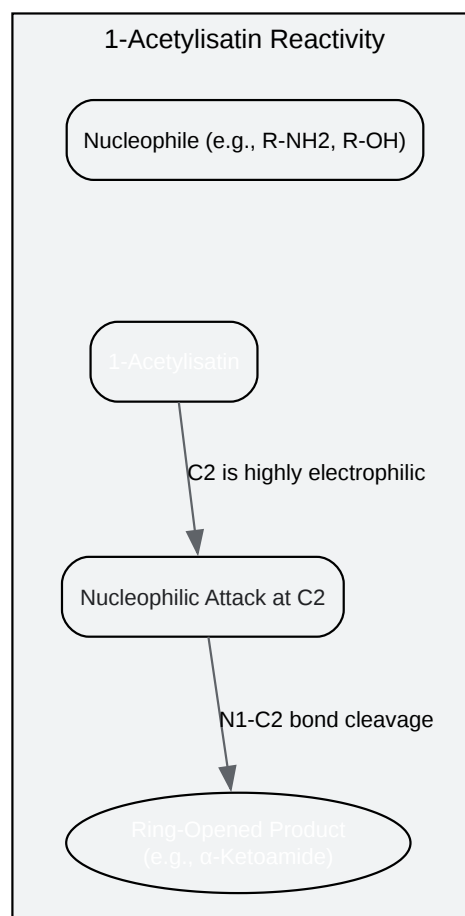 1-Acetylisatin Reactivity
Nucleophile (e.g., R-NH2, R-OH)
1-Acetylisatin
C2 is highly electrophilic
Nucleophilic Attack at C2
N1-C2 bond cleavage
Ring-Opened Product
(e.g., α-Ketoamide)